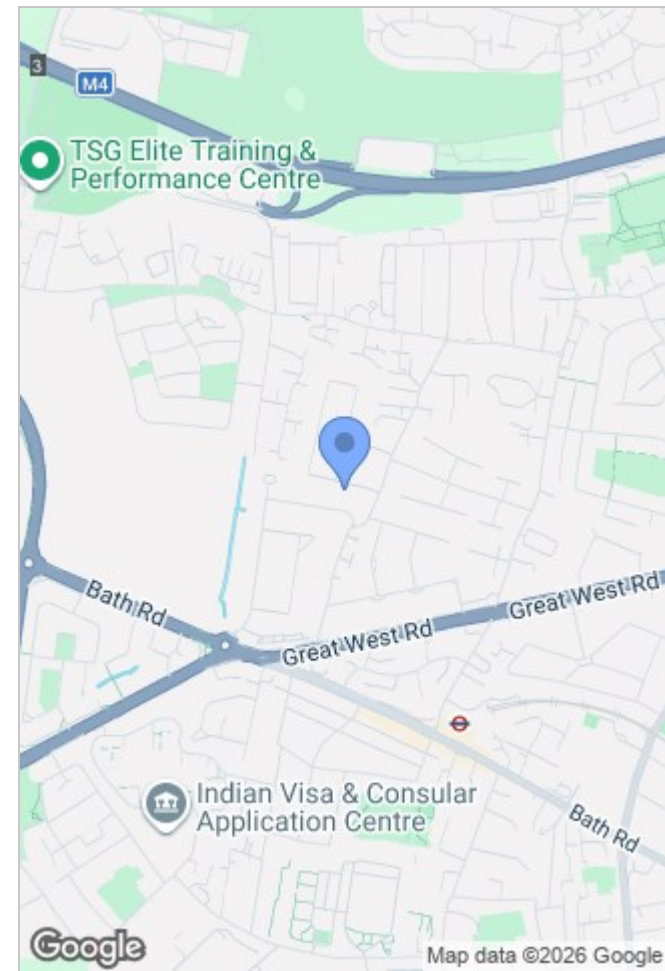 3
M4
TSG Elite Training &
Performance Centre
Bath Rd
Great West Rd
Great West Rd
Indian Visa & Consular
Application Centre
Bath Rd
Google
Map data ©2026 Google